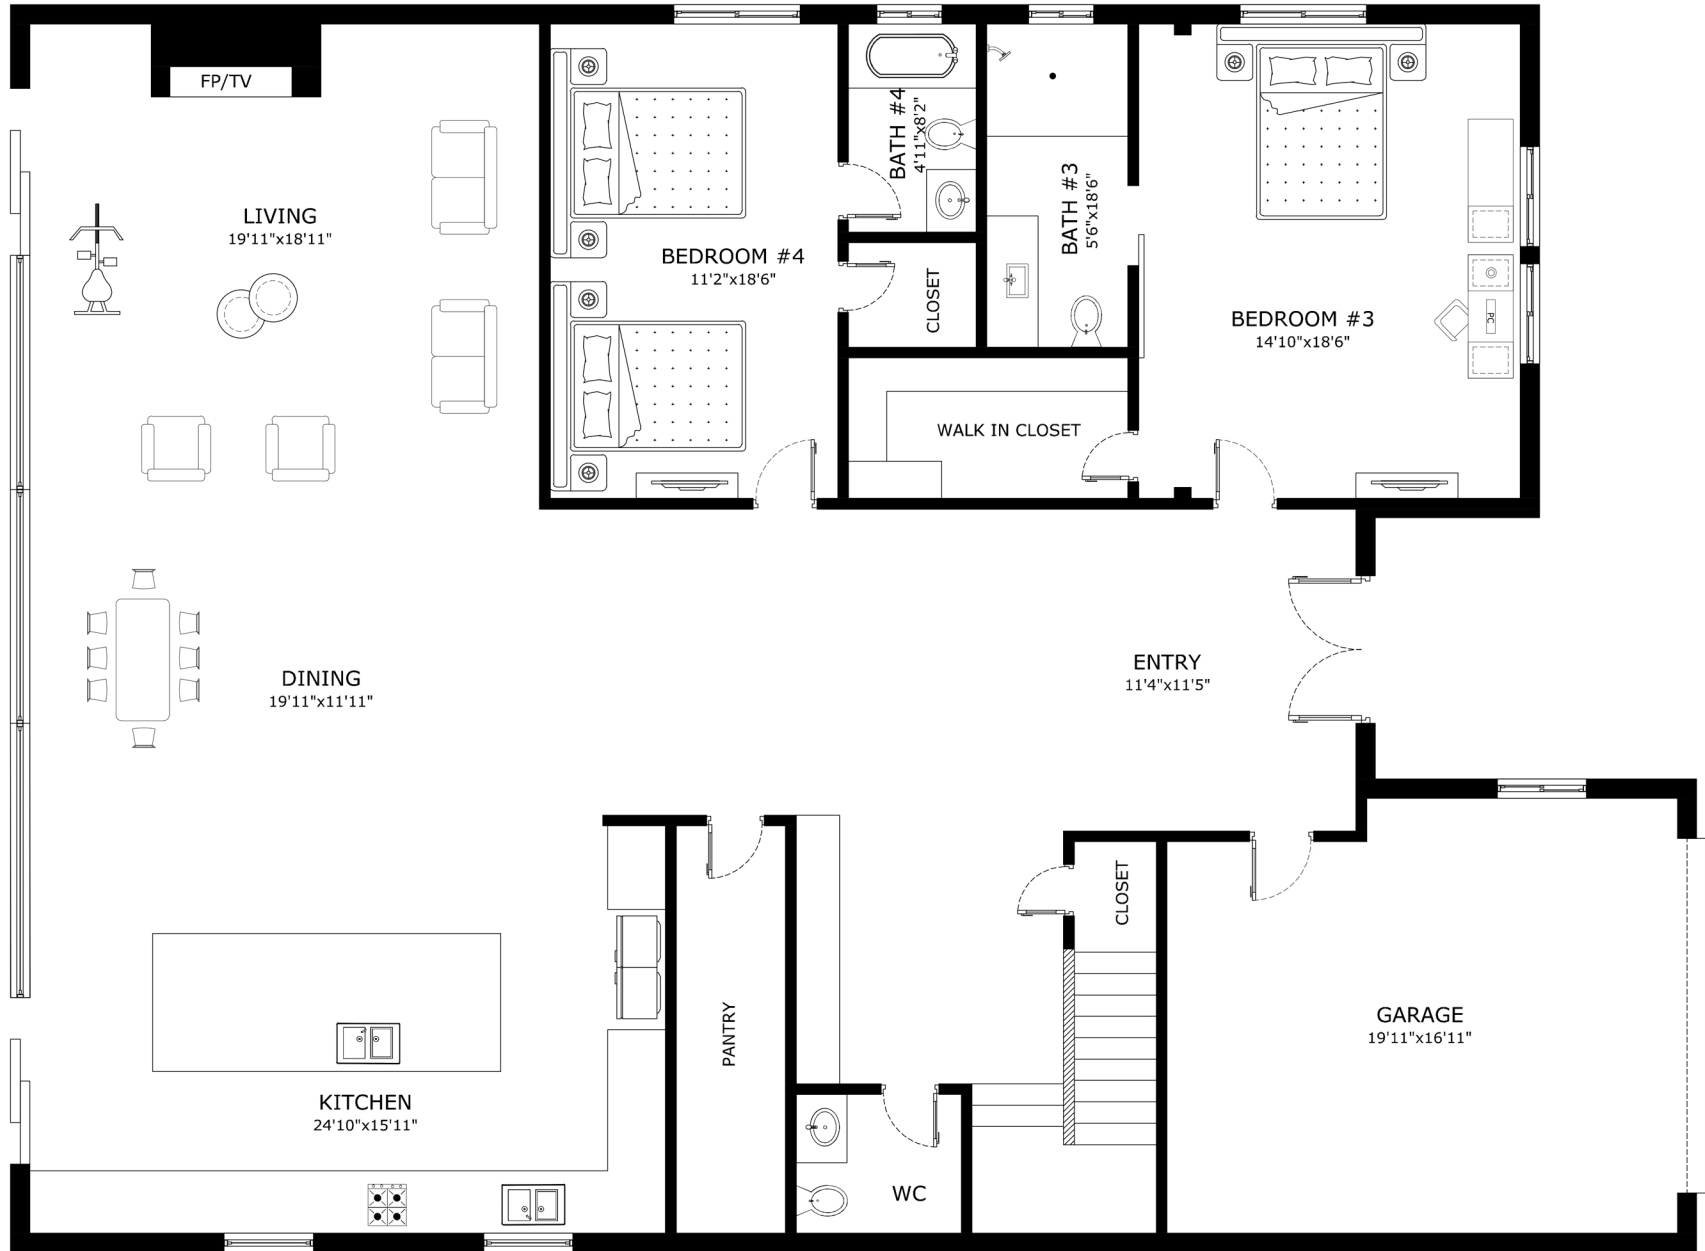 FP/TV
LIVING
19'11"x18'11"
BEDROOM #4
11'2"x18'6"
BATH #4
4'11"x8'2"
CLOSET
BATH #3
5'6"x18'6"
BEDROOM #3
14'10"x18'6"
PC
WALK IN CLOSET
DINING
19'11"x11'11"
ENTRY
11'4"x11'5"
CLOSET
PANTRY
GARAGE
19'11"x16'11"
KITCHEN
24'10"x15'11"
WC